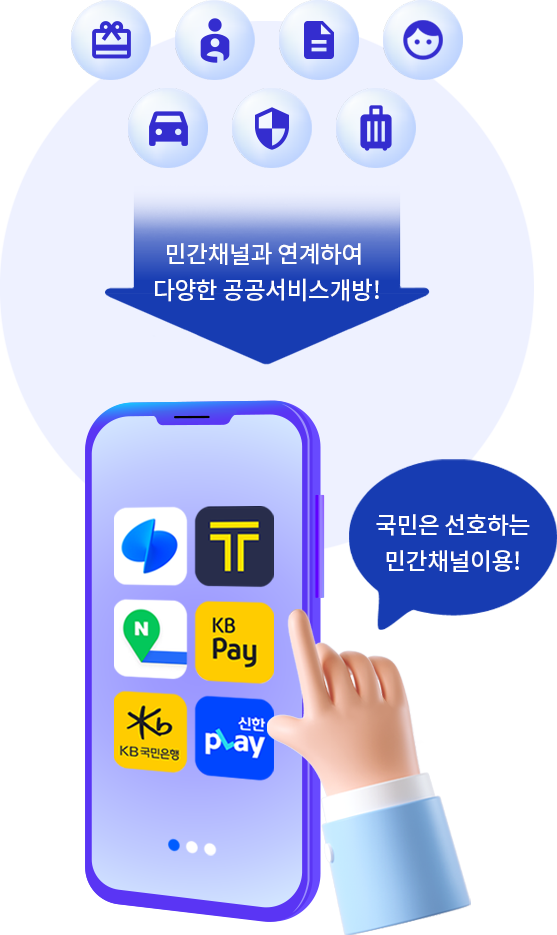 민간채널과 연계하여
다양한 공공서비스개방!
국민은 선호하는
민간채널이용!
N
KB
Pay
KB국민은행
신한
play